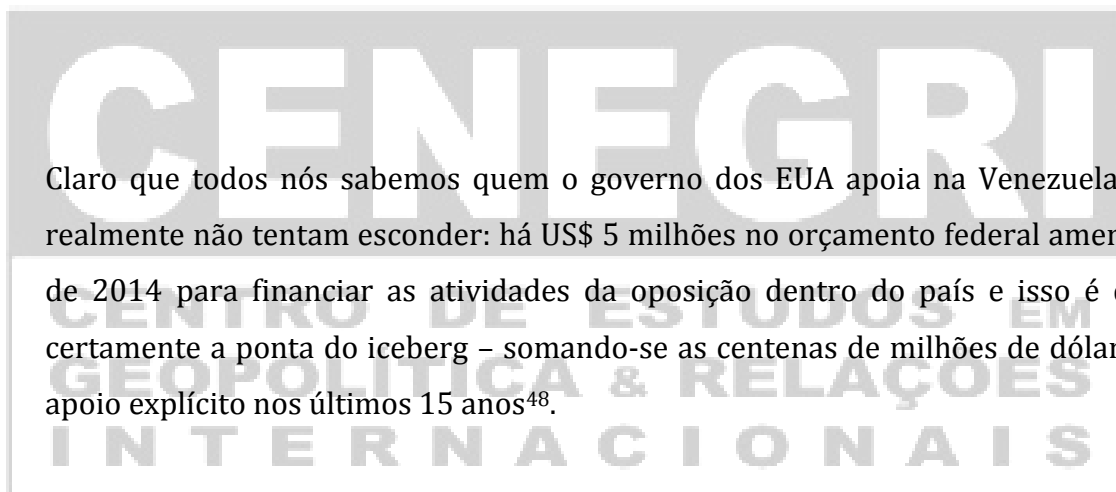 CENEGRI
Claro que todos nós sabemos quem o governo dos EUA apoia na Venezuela
realmente não tentam esconder: há US$ 5 milhões no orçamento federal
de 2014 para financiar as atividades da oposição dentro do país e isso é
CENTRO DE ESTUDOS EM
certamente a ponta do iceberg – somando-se as centenas de milhões de
GEOPOLITICA & RELAÇOES
apoio explícito nos últimos 15 anos48.
INTERNACIONAIS